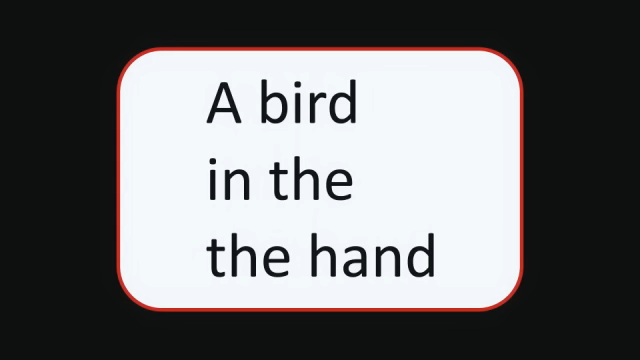 A bird
in the
the hand